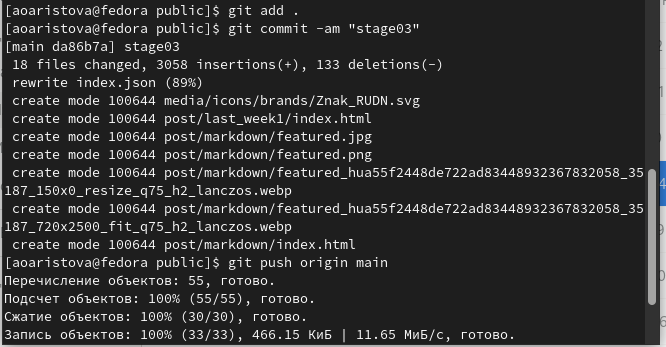 [aoaristova@fedora public]$ git add .
[aoaristova@fedora public]$ git commit -am "stage03"
[main da86b7a] stage03
 18 files changed, 3058 insertions(+), 133 deletions(-)
 rewrite index.json (89%)
 create mode 100644 media/icons/brands/Znak_RUDN.svg
 create mode 100644 post/last_week1/index.html
 create mode 100644 post/markdown/featured.jpg
 create mode 100644 post/markdown/featured.png
 create mode 100644 post/markdown/featured_hua55f2448de722ad83448932367832058_35
187_150x0_resize_q75_h2_lanczos.webp
 create mode 100644 post/markdown/featured_hua55f2448de722ad83448932367832058_35
187_720x2500_fit_q75_h2_lanczos.webp
 create mode 100644 post/markdown/index.html
[aoaristova@fedora public]$ git push origin main
Перечисление объектов: 55, готово.
Подсчет объектов: 100% (55/55), готово.
Сжатие объектов: 100% (30/30), готово.
Запись объектов: 100% (33/33), 466.15 КиБ | 11.65 МиБ/с, готово.